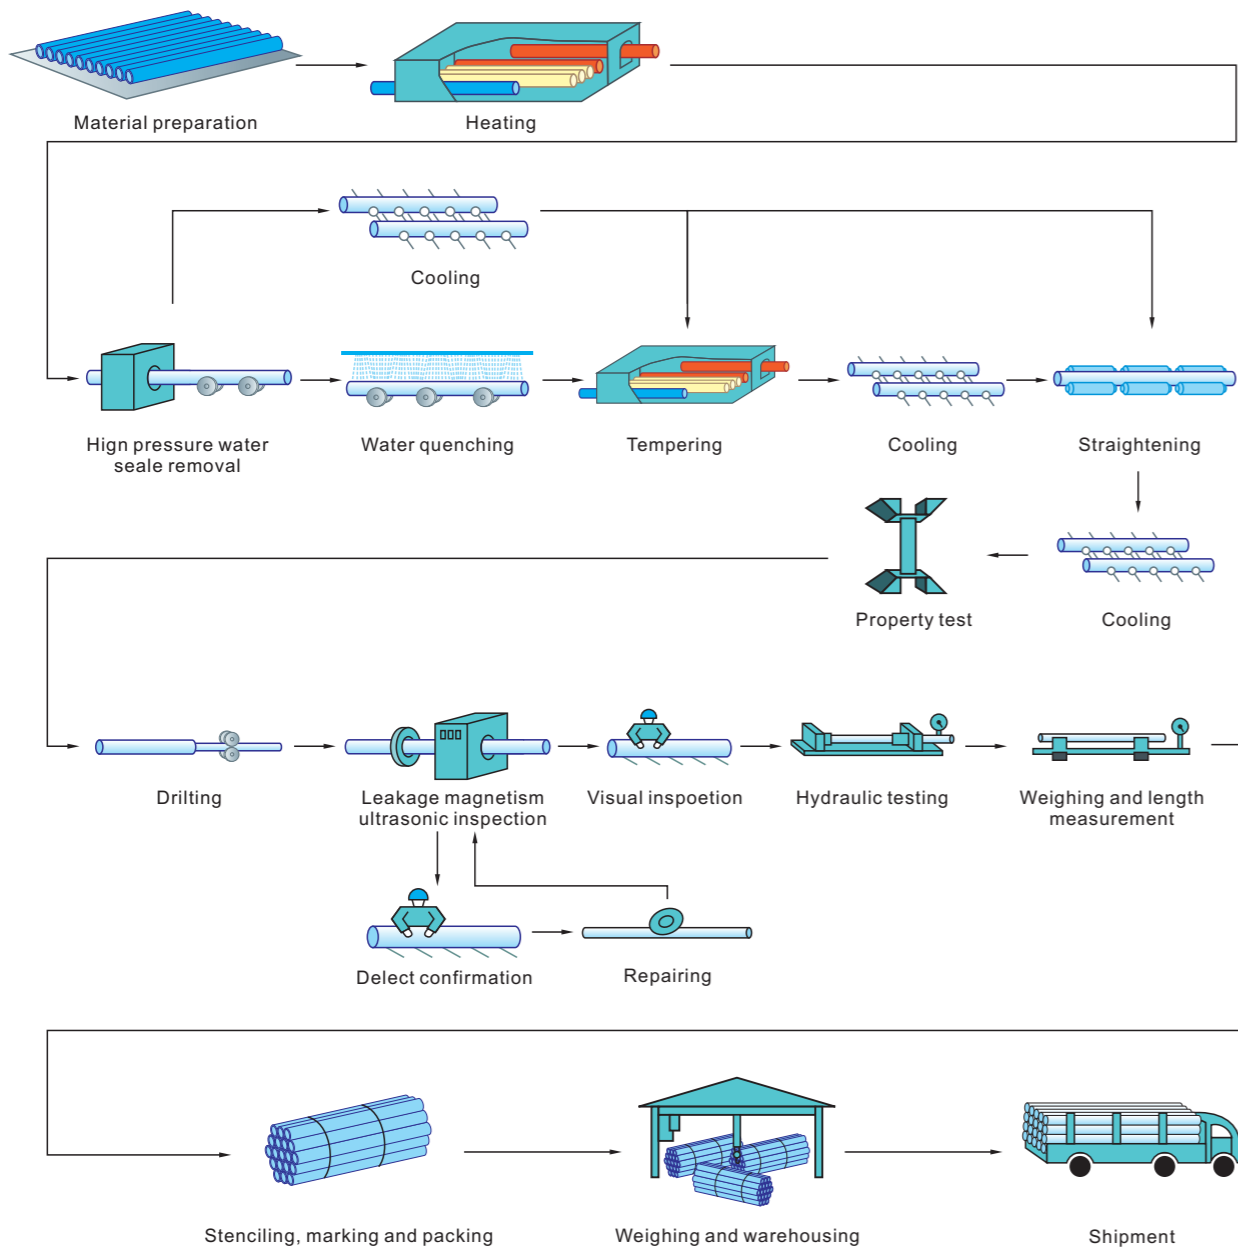 Material preparation
Heating
Cooling
Hign pressure water
seale removal
Water quenching
Tempering
Cooling
Straightening
Property test
Cooling
Drilting
Leakage magnetism
ultrasonic inspection
Visual inspoetion
Hydraulic testing
Weighing and length
measurement
Delect confirmation
Repairing
Stenciling, marking and packing
Weighing and warehousing
Shipment